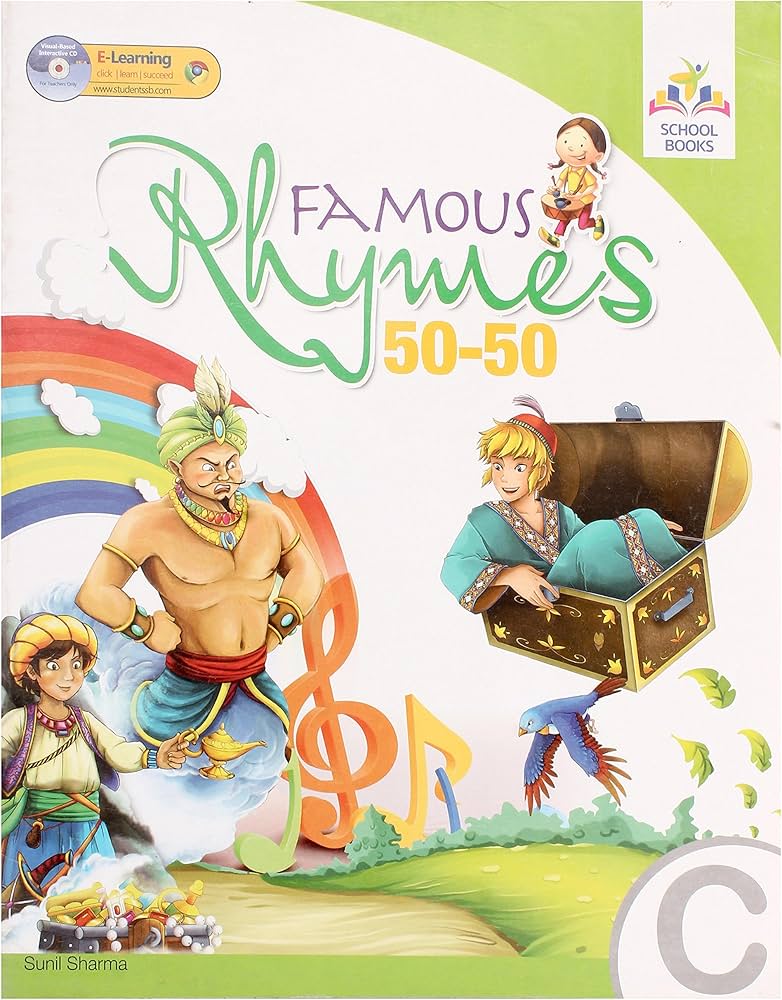 Visual-Based
Interactive CD
For Teachers Only
E-Learning
click | learn | succeed
www.studentssb.com
SCHOOL
BOOKS
FAMOUS
Rhymes
50-50
Sunil Sharma
C